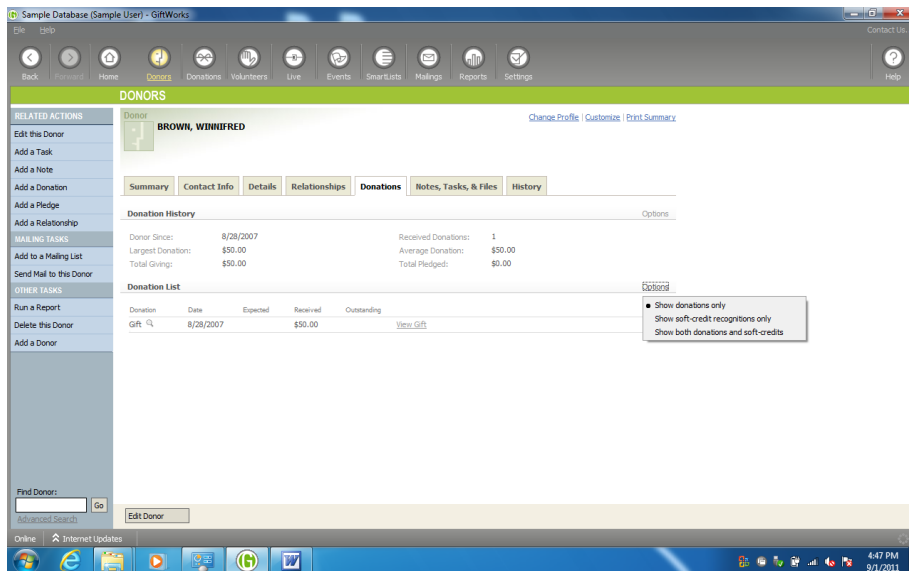 Sample Database (Sample User) - GiftWorks
File Help Contact Us.
Back Forward Home Donors Donations Volunteers Live Events SmartLists Mailings Reports Settings Help
DONORS
RELATED ACTIONS
Edit this Donor
Add a Task
Add a Note
Add a Donation
Add a Pledge
Add a Relationship
MAILING TASKS
Add to a Mailing List
Send Mail to this Donor
OTHER TASKS
Run a Report
Delete this Donor
Add a Donor
Find Donor:
Go
Advanced Search
Donor
BROWN, WINNIFRED
Change Profile | Customize | Print Summary
Summary Contact Info Details Relationships Donations Notes, Tasks, & Files History
Donation History Options
Donor Since: 8/28/2007 Received Donations: 1
Largest Donation: $50.00 Average Donation: $50.00
Total Giving: $50.00 Total Pledged: $0.00
Donation List Options
Show donations only
Show soft-credit recognitions only
Show both donations and soft-credits
Donation Date Expected Received Outstanding
Gift 8/28/2007 $50.00 View Gift
Edit Donor
Online Internet Updates
4:47 PM
9/1/2011